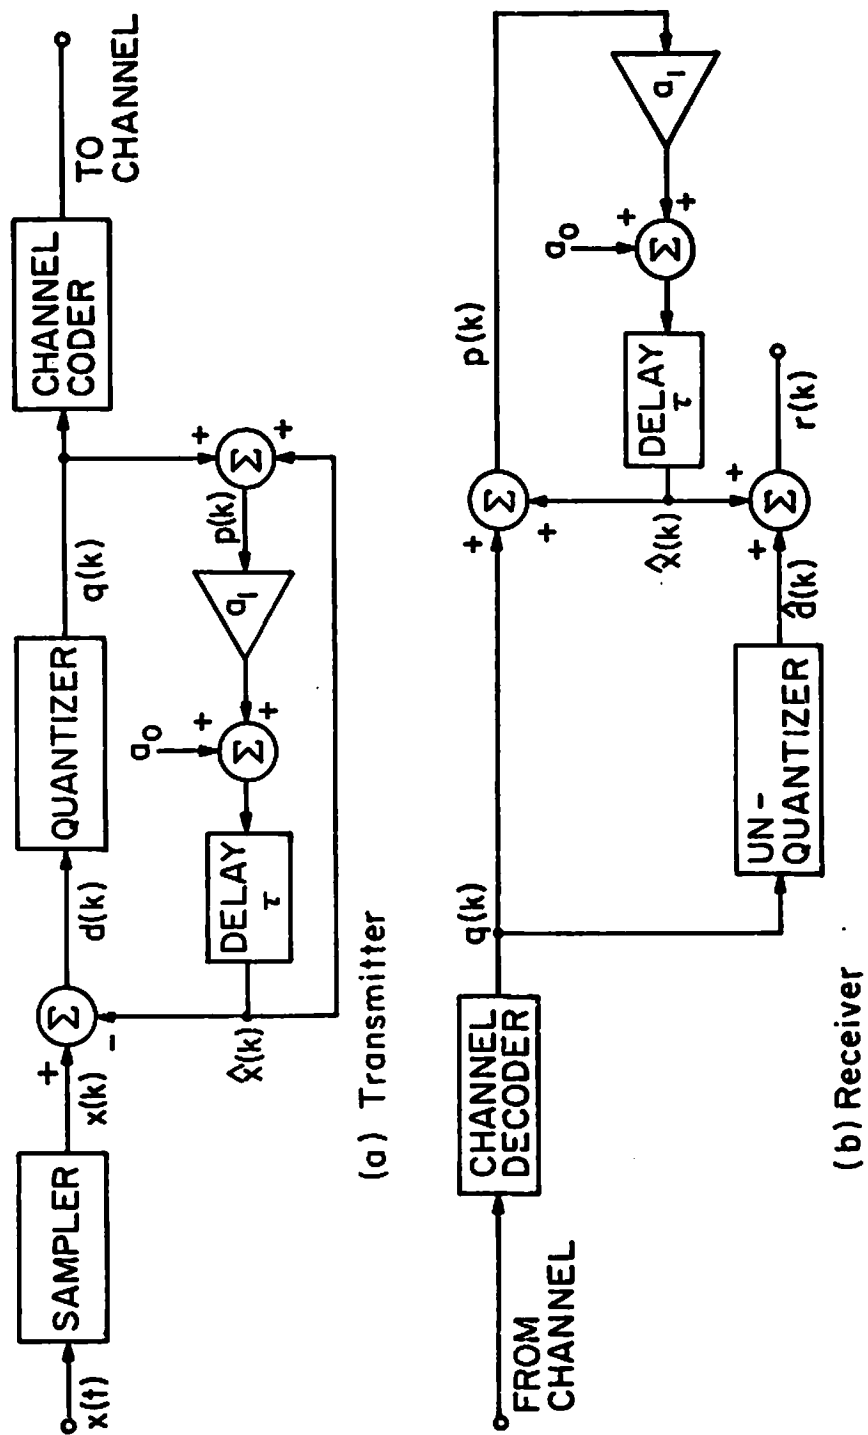 x(t)
SAMPLER
x(k)
+
-
Σ
d(k)
QUANTIZER
q(k)
CHANNEL
CODER
TO
CHANNEL
x̂(k)
DELAY
τ
a₀
+
+
Σ
a₁
p(k)
+
+
Σ
(a) Transmitter
FROM
CHANNEL
CHANNEL
DECODER
q(k)
+
+
Σ
p(k)
UN-
QUANTIZER
d̂(k)
+
+
Σ
r(k)
x̂(k)
DELAY
τ
a₀
+
+
Σ
a₁
(b) Receiver